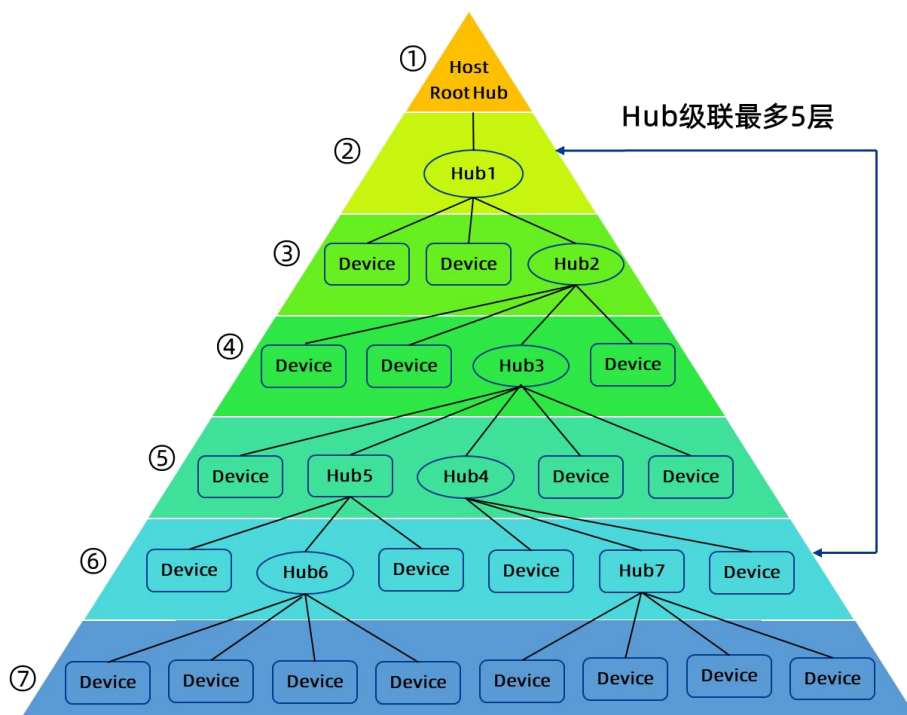 ①
Host
Root Hub
Hub级联最多5层
②
Hub1
③
Device
Device
Hub2
④
Device
Device
Hub3
Device
⑤
Device
Hub5
Hub4
Device
Device
⑥
Device
Hub6
Device
Device
Hub7
Device
⑦
Device
Device
Device
Device
Device
Device
Device
Device